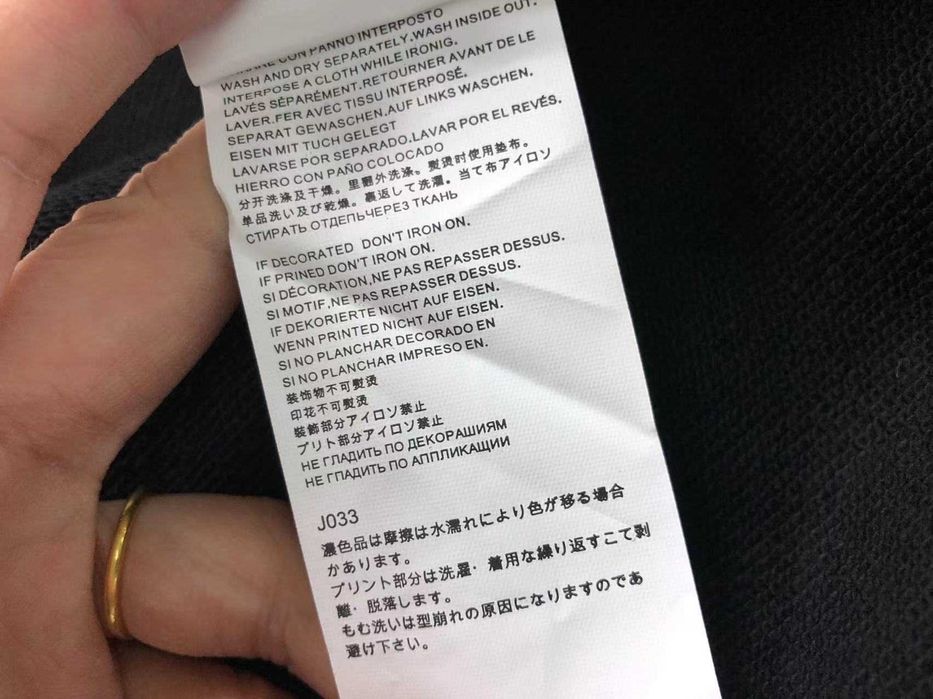 CON PANNO INTERPOSTO
WASH AND DRY SEPARATELY.WASH INSIDE OUT.
INTERPOSE A CLOTH WHILE IRONIG.
LAVÉS SÉPARÉMENT.RETOURNER AVANT DE LE
LAVER.FER AVEC TISSU INTERPOSÉ.
SEPARAT GEWASCHEN.AUF LINKS WASCHEN.
EISEN MIT TUCH GELEGT
LAVARSE POR SEPARADO.LAVAR POR EL REVÉS.
HIERRO CON PAÑO COLOCADO
分开洗涤及干燥。里翻外洗涤。熨烫时使用垫布。
单品洗い及び乾燥。裏返して洗濯。当て布アイロソ
СТИРАТЬ ОТДЕПЬЧЕРЕЗ ТКАНЬ
IF DECORATED DON'T IRON ON.
IF PRINED DON'T IRON ON.
SI DÉCORATION,NE PAS REPASSER DESSUS.
SI MOTIF,NE PAS REPASSER DESSUS.
IF DEKORIERTE NICHT AUF EISEN.
WENN PRINTED NICHT AUF EISEN.
SI NO PLANCHAR DECORADO EN
SI NO PLANCHAR IMPRESO EN.
装饰物不可熨烫
印花不可熨烫
装飾部分アイロソ禁止
プリト部分アイロソ禁止
НЕ ГПАДИТЬ ПО ДЕКОРАШИЯМ
НЕ ГПАДИТЬ ПО АППЛИКАЦИИ
J033
濃色品は摩擦は水濡れにより色が移る場合
かあります。
プリント部分は洗濯·着用な繰り返すこて剥
離·脱落します。
もむ洗いは型崩れの原因になりますのであ
避け下さい。